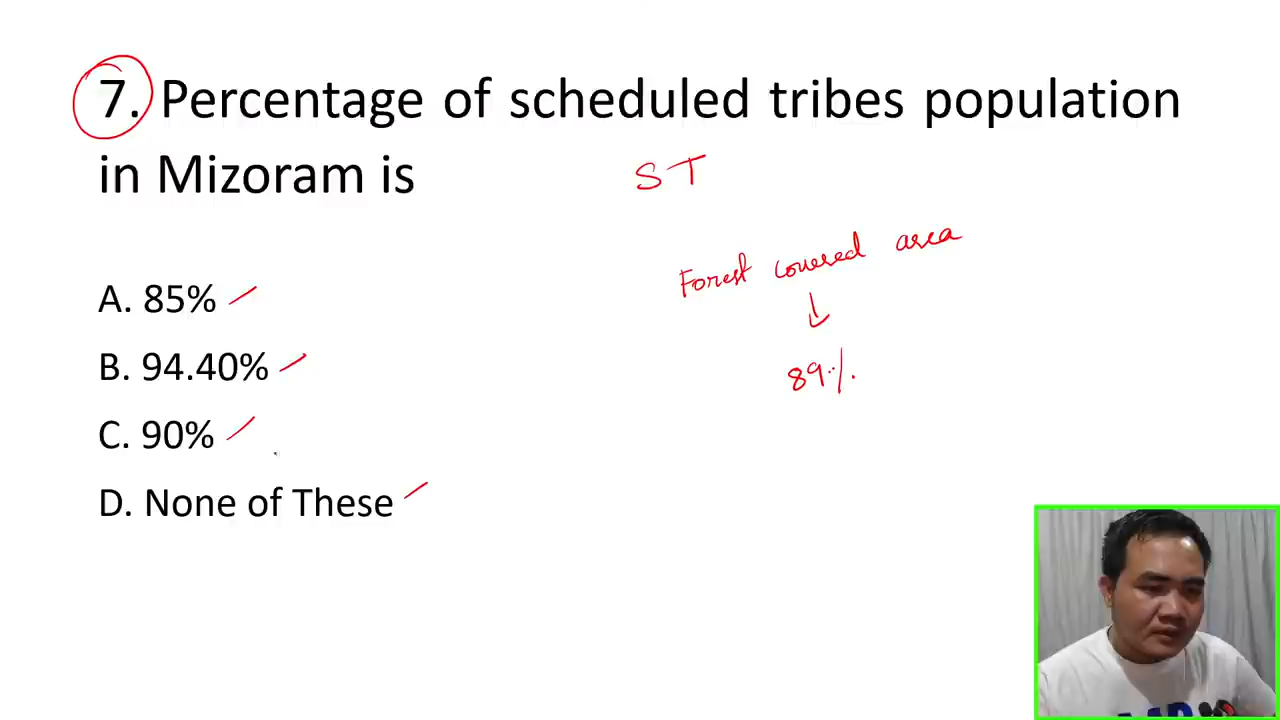 7. Percentage of scheduled tribes population
in Mizoram is
ST
Forest covered area
A. 85%
89%
B. 94.40%
C. 90%
D. None of These